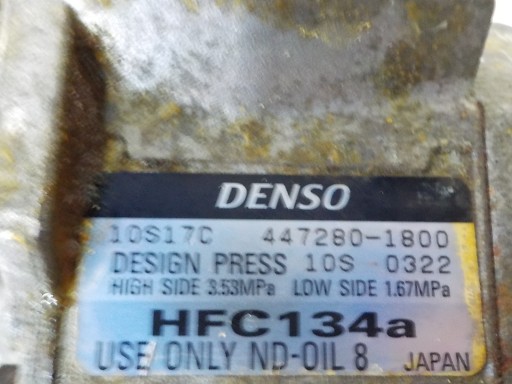 DENSO
10S17C 447280-1800
DESIGN PRESS 10S 0322
HIGH SIDE 3.53MPa LOW SIDE 1.67MPa
HFC134a
USE ONLY ND-OIL 8 JAPAN